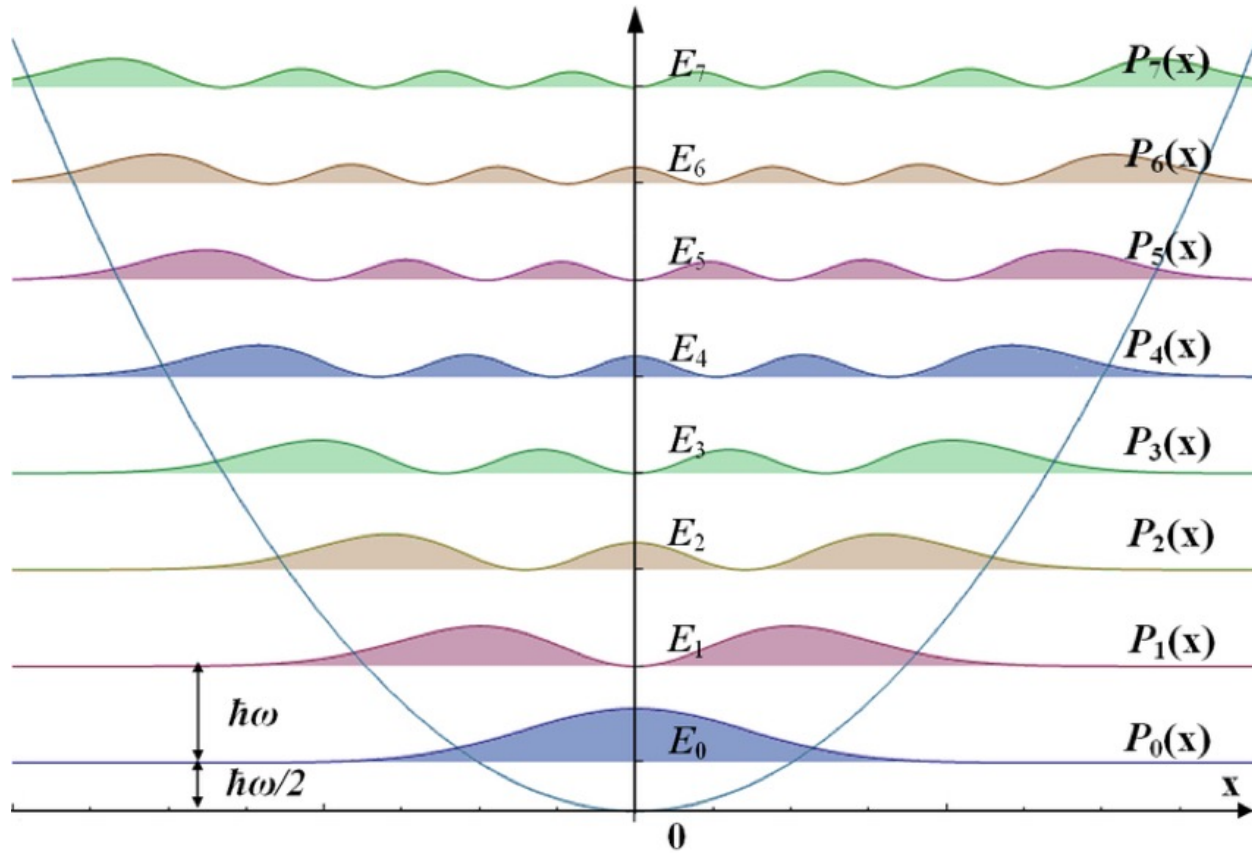 E₇ P₇(x)
E₆ P₆(x)
E₅ P₅(x)
E₄ P₄(x)
E₃ P₃(x)
E₂ P₂(x)
E₁ P₁(x)
ħω
E₀ P₀(x)
ħω/2 x
0